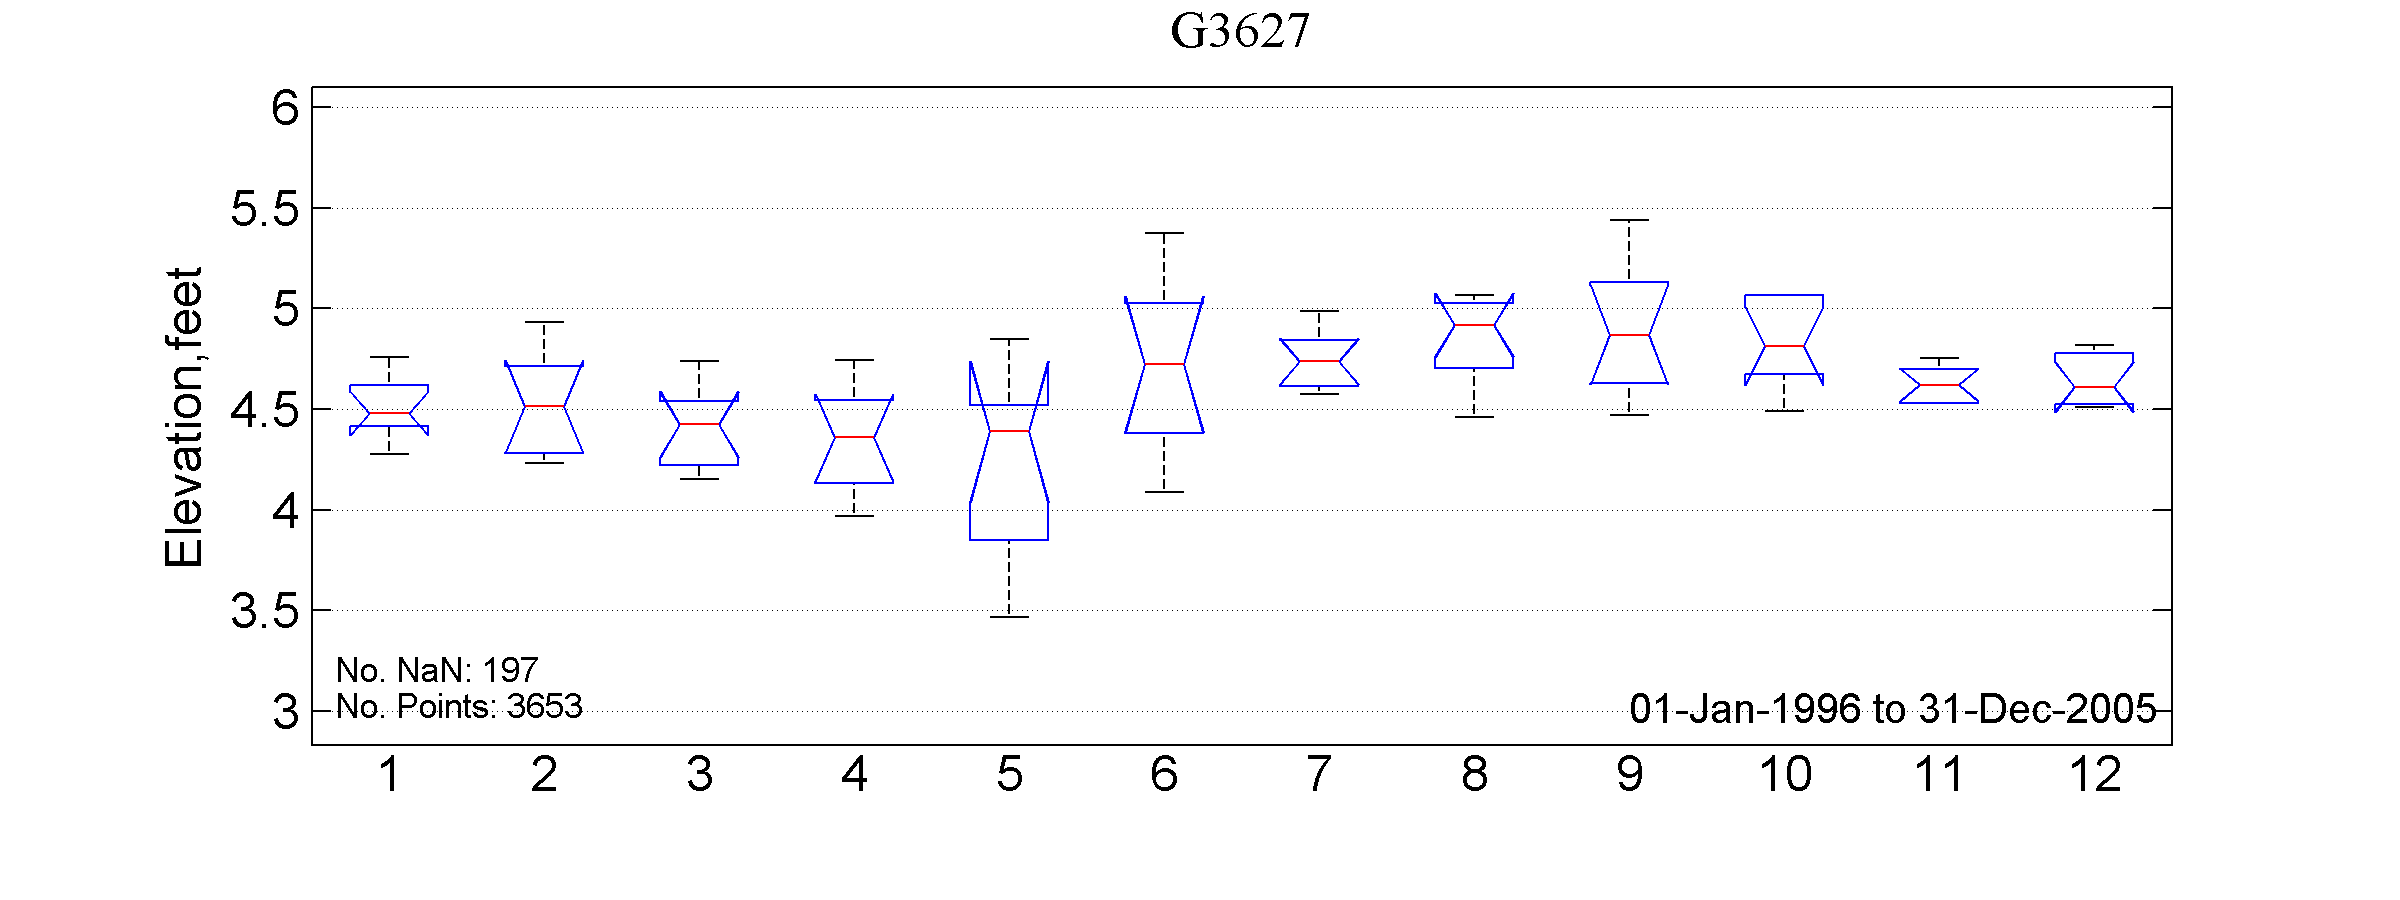 G3627
6
5.5
5
4.5
4
3.5
3
Elevation,feet
No. NaN: 197
No. Points: 3653
01-Jan-1996 to 31-Dec-2005
1 2 3 4 5 6 7 8 9 10 11 12